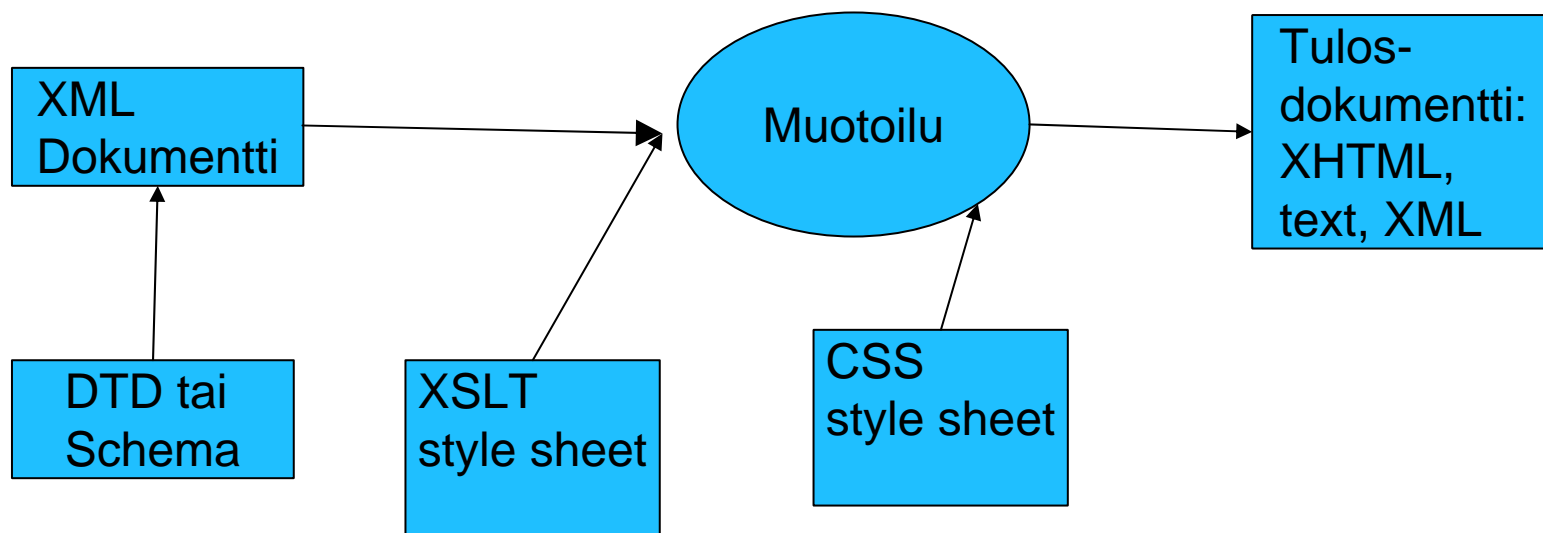 XML
Dokumentti
Muotoilu
Tulos-
dokumentti:
XHTML,
text, XML
DTD tai
Schema
XSLT
style sheet
CSS
style sheet